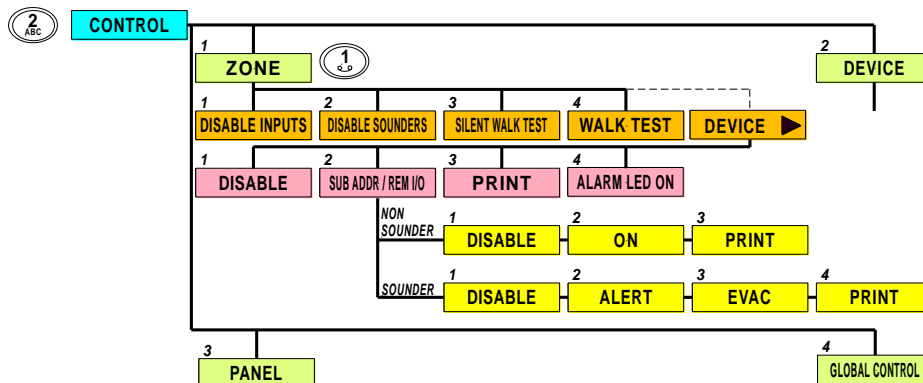 2
ABC
CONTROL
1
ZONE
1
2
DEVICE
1
DISABLE INPUTS
2
DISABLE SOUNDERS
3
SILENT WALK TEST
4
WALK TEST
DEVICE
1
DISABLE
2
SUB ADDR / REM I/O
3
PRINT
4
ALARM LED ON
NON
SOUNDER
1
DISABLE
2
ON
3
PRINT
SOUNDER
1
DISABLE
2
ALERT
3
EVAC
4
PRINT
3
PANEL
4
GLOBAL CONTROL